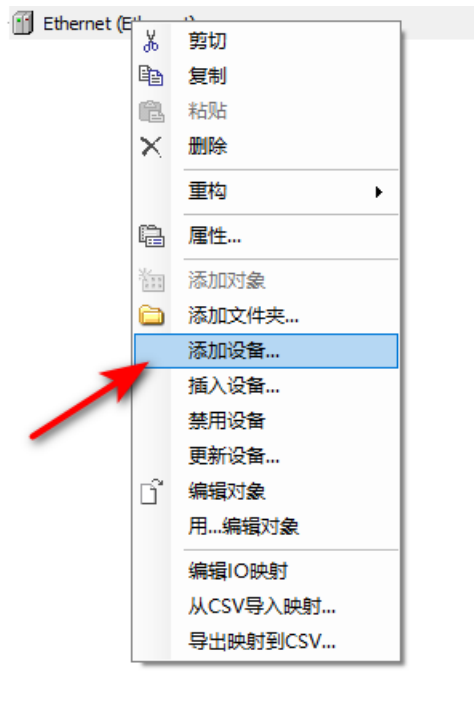 Ethernet (E
剪切
复制
粘贴
删除
重构
属性...
添加对象
添加文件夹...
添加设备...
插入设备...
禁用设备
更新设备...
编辑对象
用...编辑对象
编辑IO映射
从CSV导入映射...
导出映射到CSV...